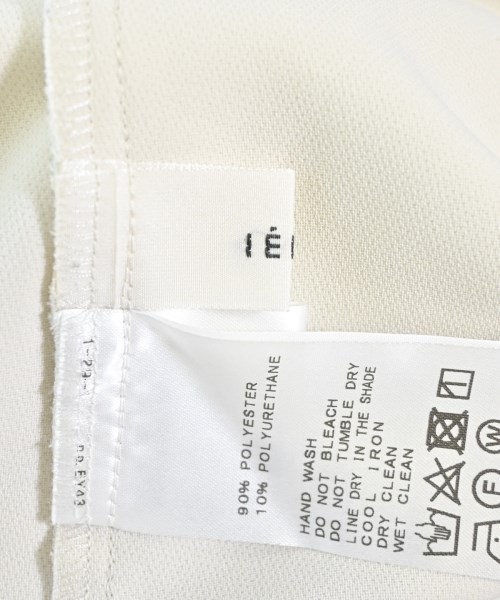 90% POLYESTER
10% POLYURETHANE
HAND WASH
DO NOT BLEACH
DO NOT TUMBLE DRY
LINE DRY IN THE SHADE
COOL IRON
DRY CLEAN
WET CLEAN
F
W